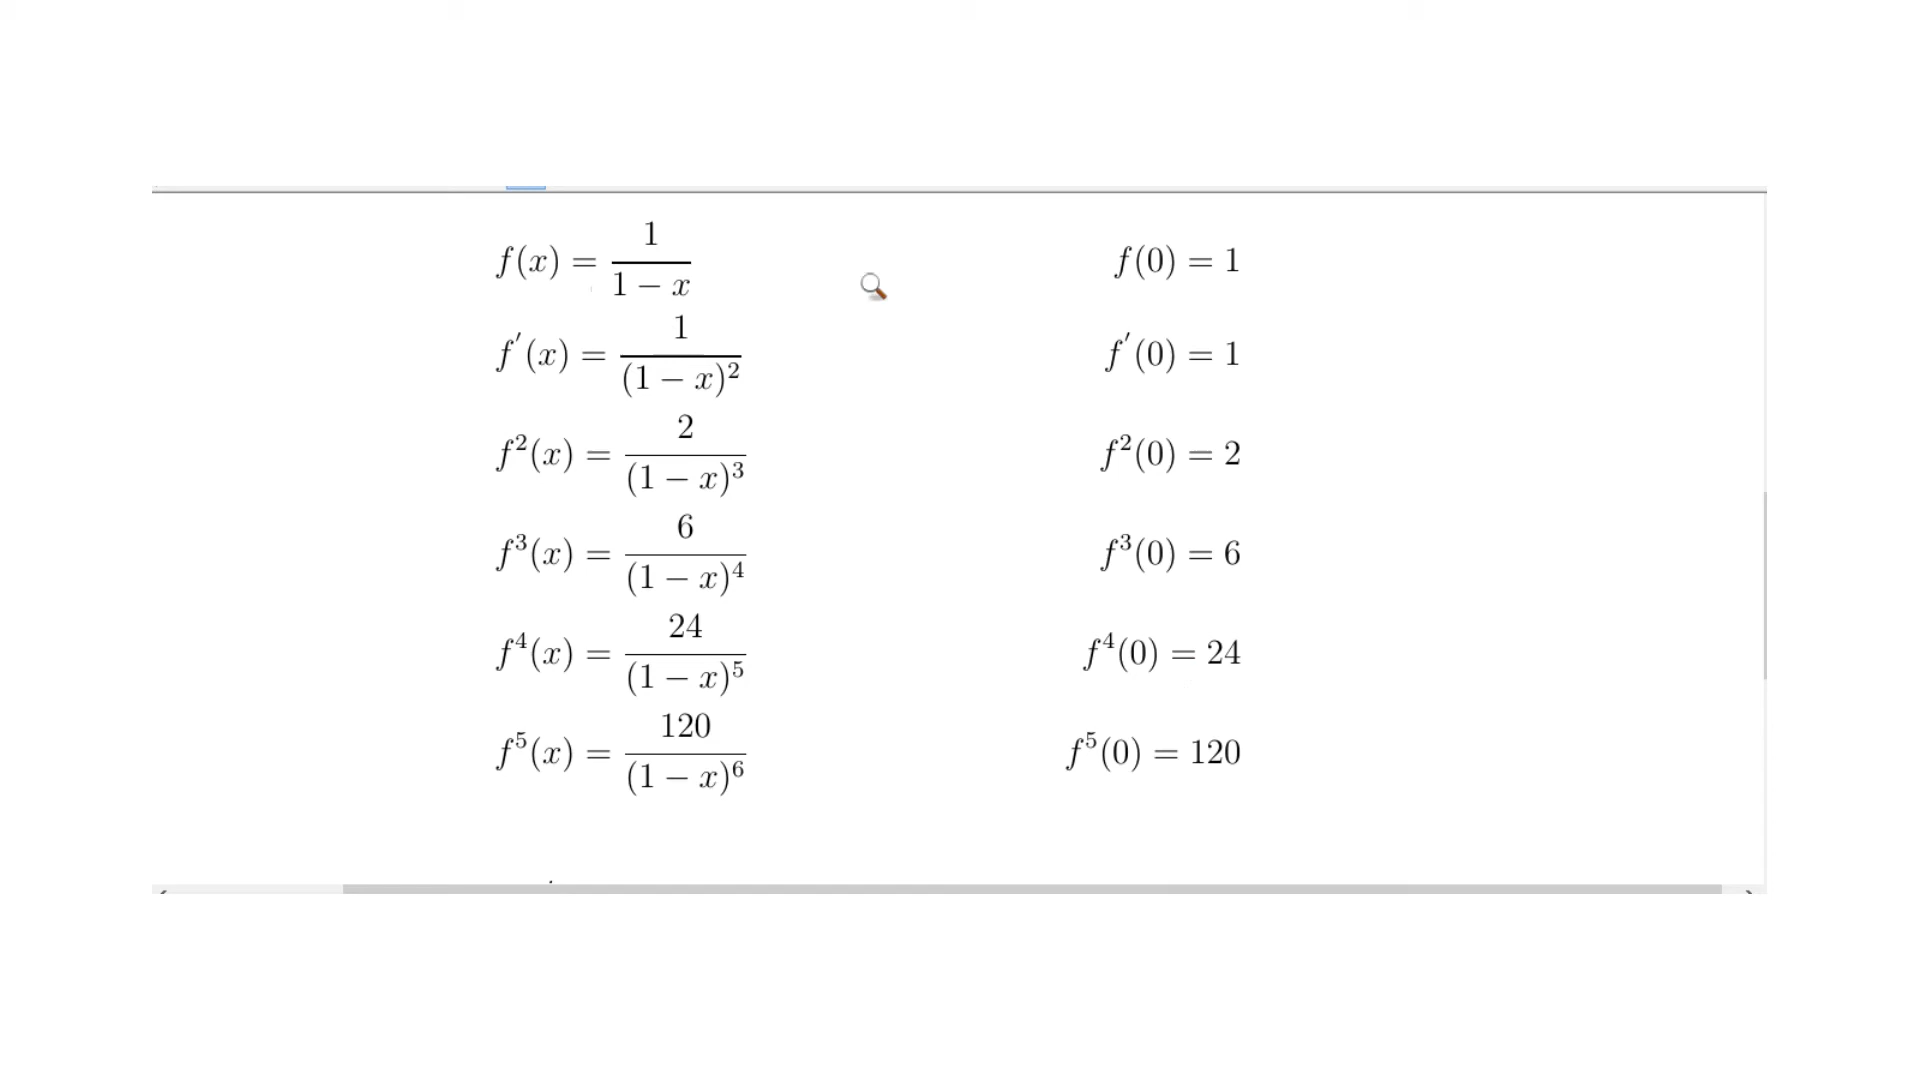 f(x) = 1/(1 − x) f(0) = 1
f′(x) = 1/(1 − x)² f′(0) = 1
f²(x) = 2/(1 − x)³ f²(0) = 2
f³(x) = 6/(1 − x)⁴ f³(0) = 6
f⁴(x) = 24/(1 − x)⁵ f⁴(0) = 24
f⁵(x) = 120/(1 − x)⁶ f⁵(0) = 120